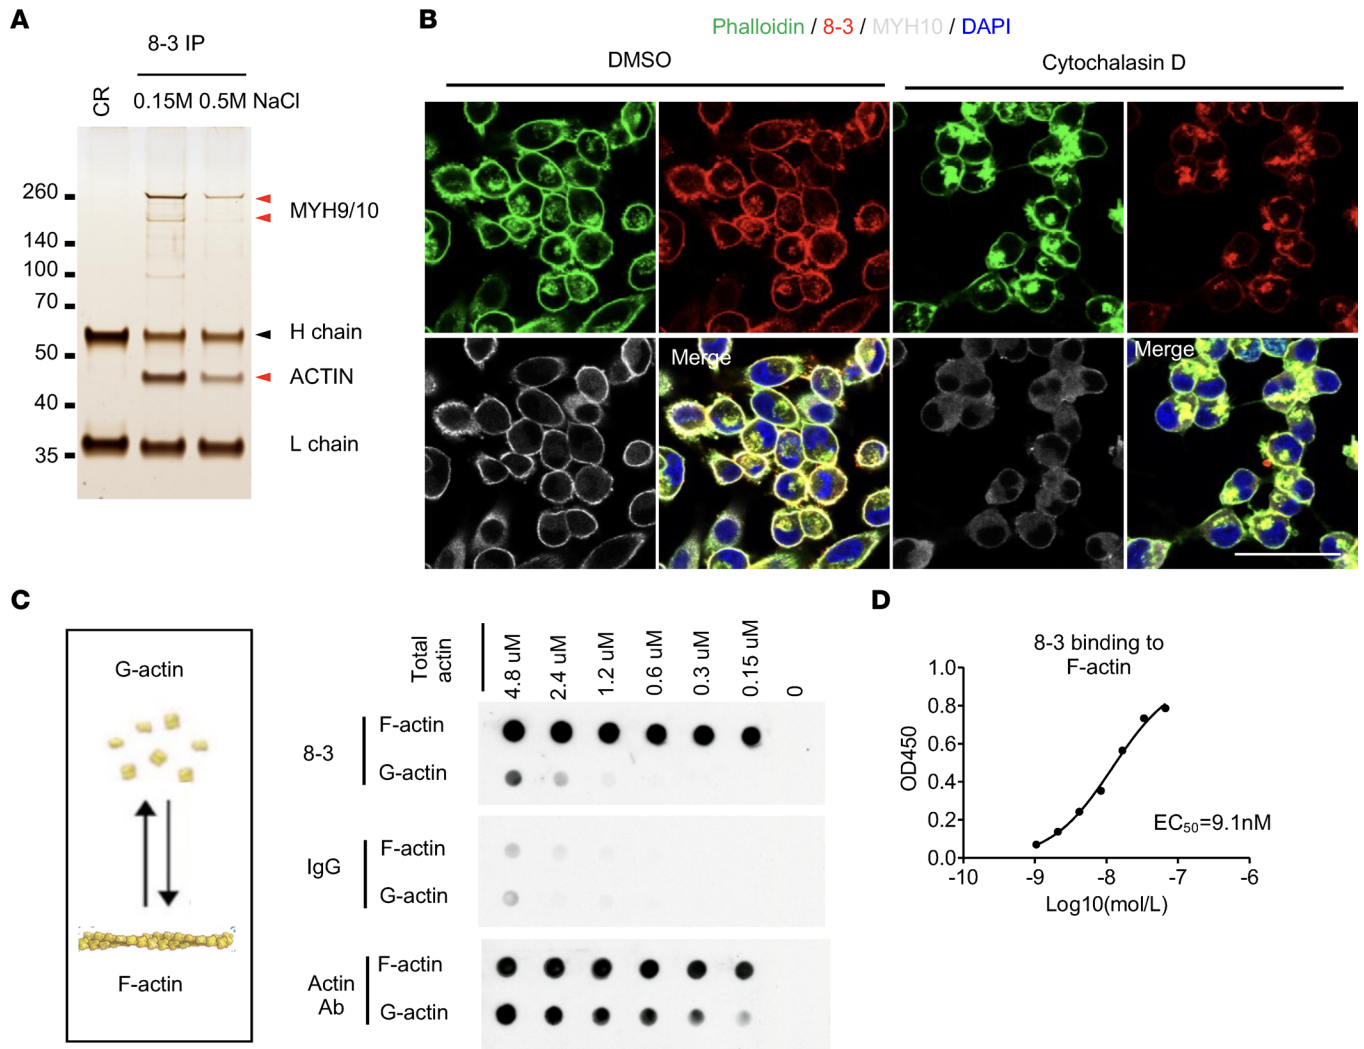 A
8-3 IP
CR
0.15M 0.5M NaCl
260
140
100
70
50
40
35
MYH9/10
H chain
ACTIN
L chain
B
Phalloidin / 8-3 / MYH10 / DAPI
DMSO
Cytochalasin D
Merge
Merge
C
G-actin
F-actin
Total
actin
4.8 uM
2.4 uM
1.2 uM
0.6 uM
0.3 uM
0.15 uM
0
8-3
F-actin
G-actin
IgG
F-actin
G-actin
Actin
Ab
F-actin
G-actin
D
8-3 binding to
F-actin
OD450
1.0
0.8
0.6
0.4
0.2
0.0
EC₅₀=9.1nM
-10 -9 -8 -7 -6
Log10(mol/L)